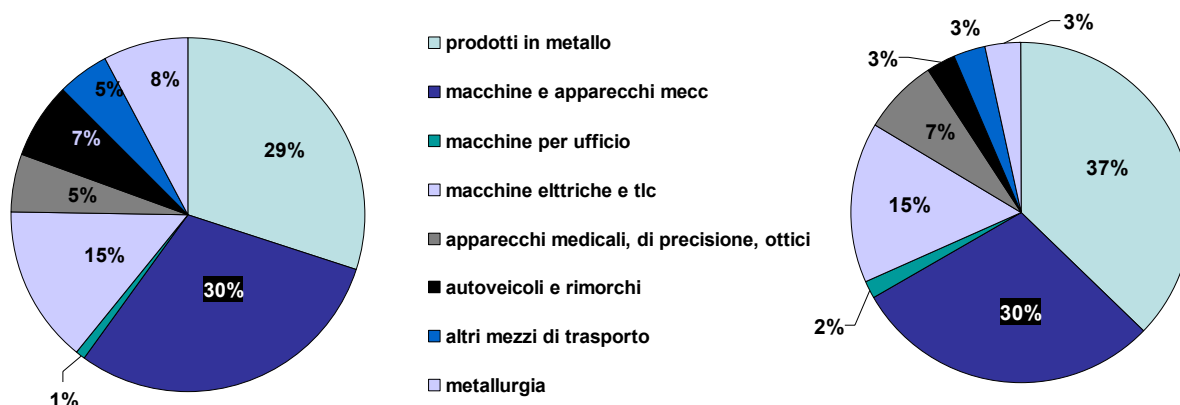 8%
5%
7%
5%
15%
1%
30%
29%
prodotti in metallo
macchine e apparecchi mecc
macchine per ufficio
macchine elttriche e tlc
apparecchi medicali, di precisione, ottici
autoveicoli e rimorchi
altri mezzi di trasporto
metallurgia
3%
3%
3%
7%
15%
2%
30%
37%